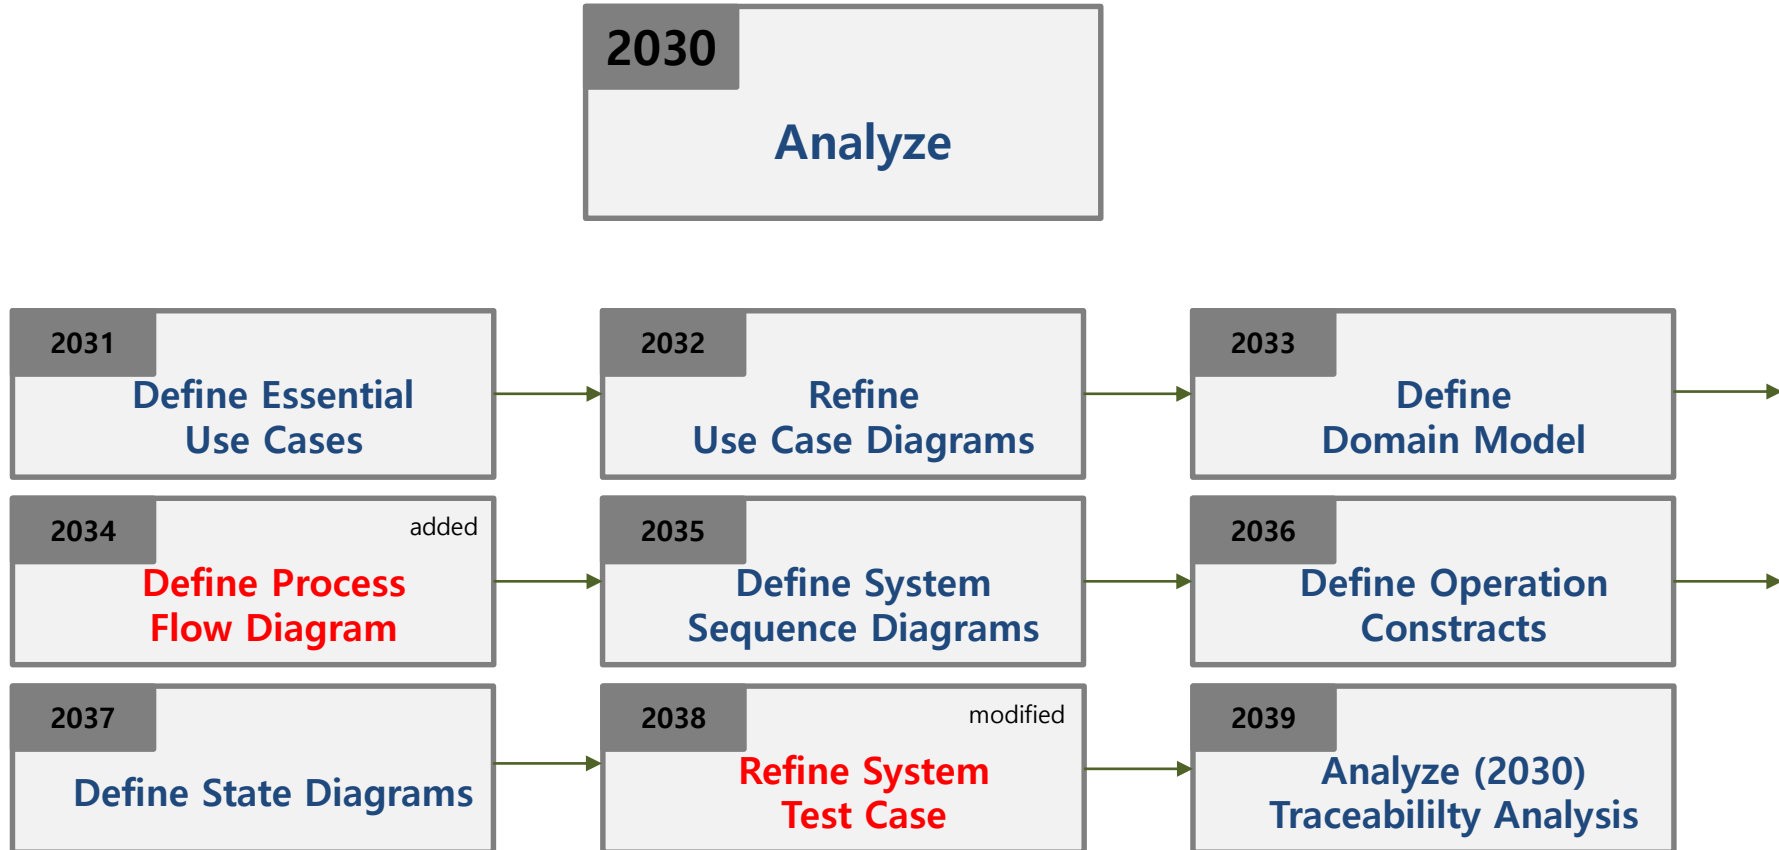 2030
Analyze
2031
Define Essential
Use Cases
2032
Refine
Use Case Diagrams
2033
Define
Domain Model
2034
added
Define Process
Flow Diagram
2035
Define System
Sequence Diagrams
2036
Define Operation
Constracts
2037
Define State Diagrams
2038
modified
Refine System
Test Case
2039
Analyze (2030)
Traceabililty Analysis